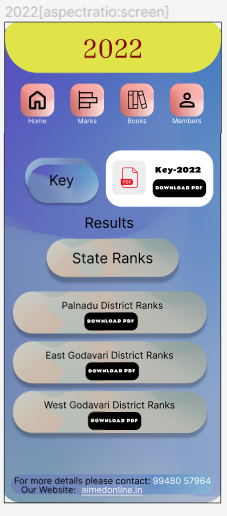 2022[aspectratio:screen]
2022
Home Marks Books Members
Key
PDF
Key-2022
DOWNLOAD PDF
Results
State Ranks
Palnadu District Ranks
DOWNLOAD PDF
East Godavari District Ranks
DOWNLOAD PDF
West Godavari District Ranks
DOWNLOAD PDF
For more details please contact: 99480 57964
Our Website: aimedonline.in